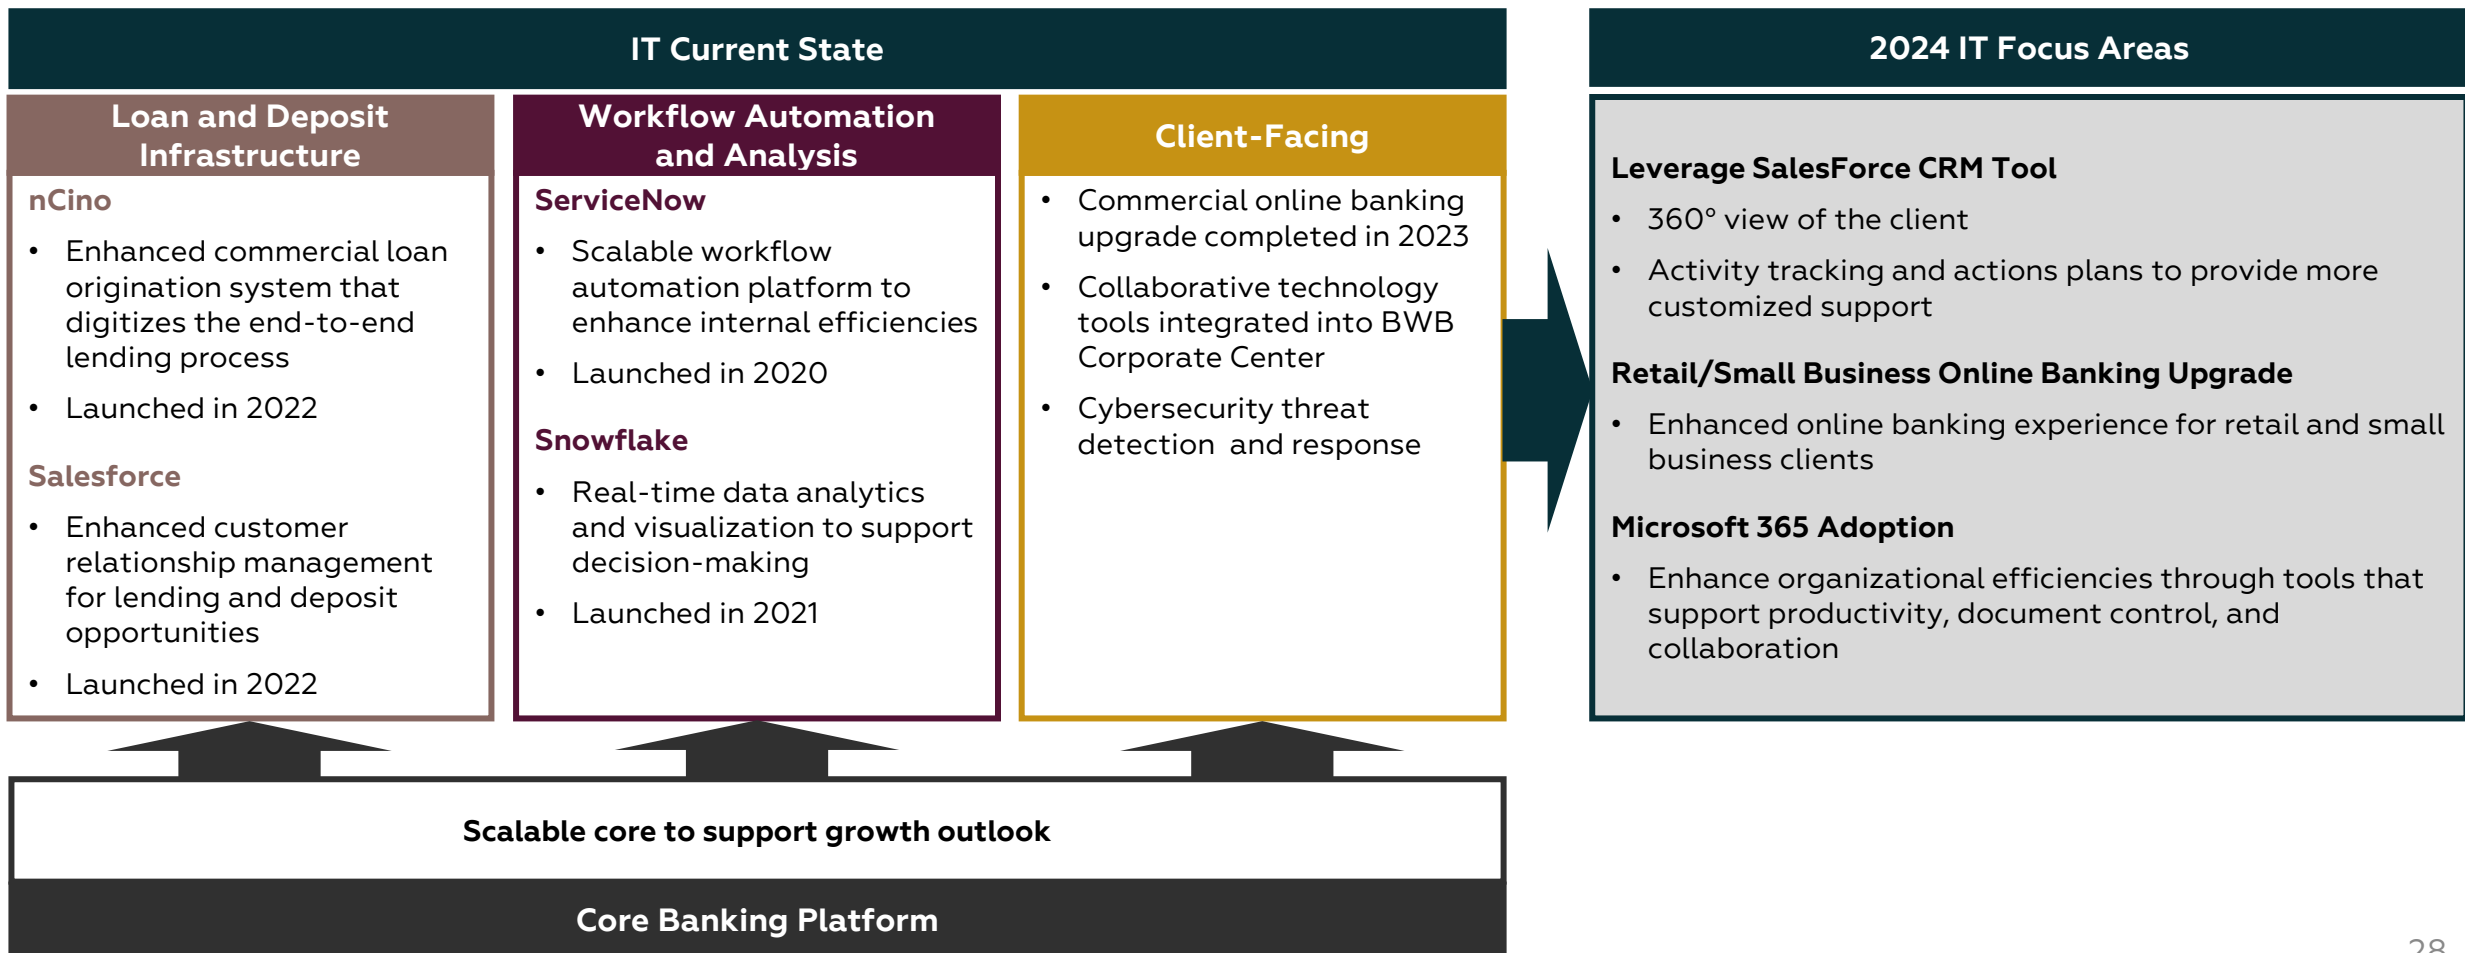 IT Current State
Loan and Deposit
Infrastructure
nCino
• Enhanced commercial loan
origination system that
digitizes the end-to-end
lending process
• Launched in 2022
Salesforce
• Enhanced customer
relationship management
for lending and deposit
opportunities
• Launched in 2022
Workflow Automation
and Analysis
ServiceNow
• Scalable workflow
automation platform to
enhance internal efficiencies
• Launched in 2020
Snowflake
• Real-time data analytics
and visualization to support
decision-making
• Launched in 2021
Client-Facing
• Commercial online banking
upgrade completed in 2023
• Collaborative technology
tools integrated into BWB
Corporate Center
• Cybersecurity threat
detection  and response
Scalable core to support growth outlook
Core Banking Platform
2024 IT Focus Areas
Leverage SalesForce CRM Tool
• 360° view of the client
• Activity tracking and actions plans to provide more
customized support
Retail/Small Business Online Banking Upgrade
• Enhanced online banking experience for retail and small
business clients
Microsoft 365 Adoption
• Enhance organizational efficiencies through tools that
support productivity, document control, and
collaboration
28